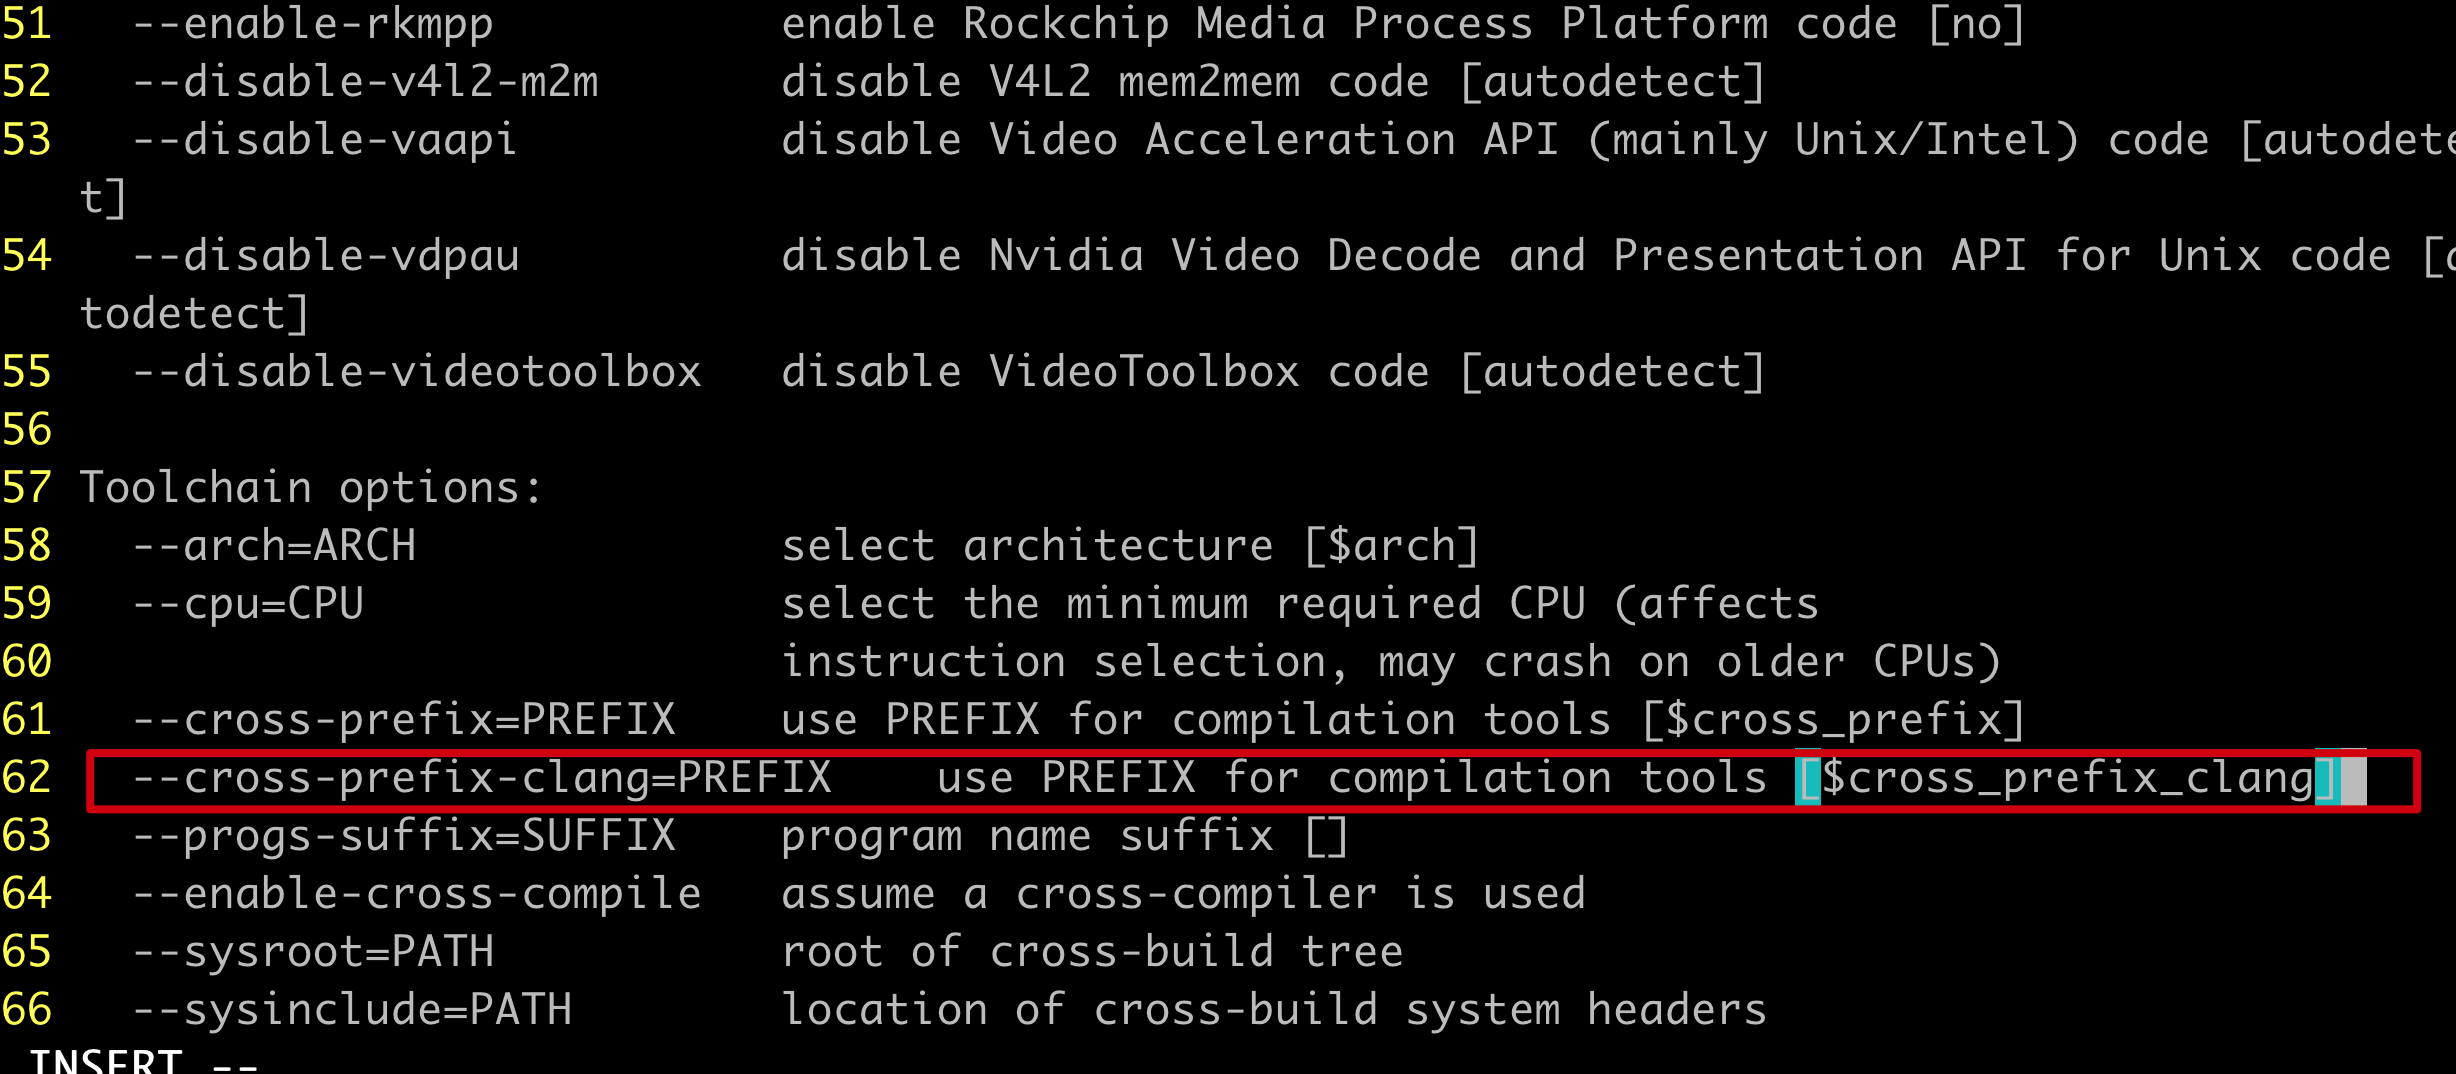 51   --enable-rkmpp           enable Rockchip Media Process Platform code [no]
52   --disable-v4l2-m2m       disable V4L2 mem2mem code [autodetect]
53   --disable-vaapi          disable Video Acceleration API (mainly Unix/Intel) code [autodete
t]
54   --disable-vdpau          disable Nvidia Video Decode and Presentation API for Unix code [
todetect]
55   --disable-videotoolbox   disable VideoToolbox code [autodetect]
56
57 Toolchain options:
58   --arch=ARCH              select architecture [$arch]
59   --cpu=CPU                select the minimum required CPU (affects
60                            instruction selection, may crash on older CPUs)
61   --cross-prefix=PREFIX    use PREFIX for compilation tools [$cross_prefix]
62   --cross-prefix-clang=PREFIX    use PREFIX for compilation tools [$cross_prefix_clang]
63   --progs-suffix=SUFFIX    program name suffix []
64   --enable-cross-compile   assume a cross-compiler is used
65   --sysroot=PATH           root of cross-build tree
66   --sysinclude=PATH        location of cross-build system headers
INSERT --